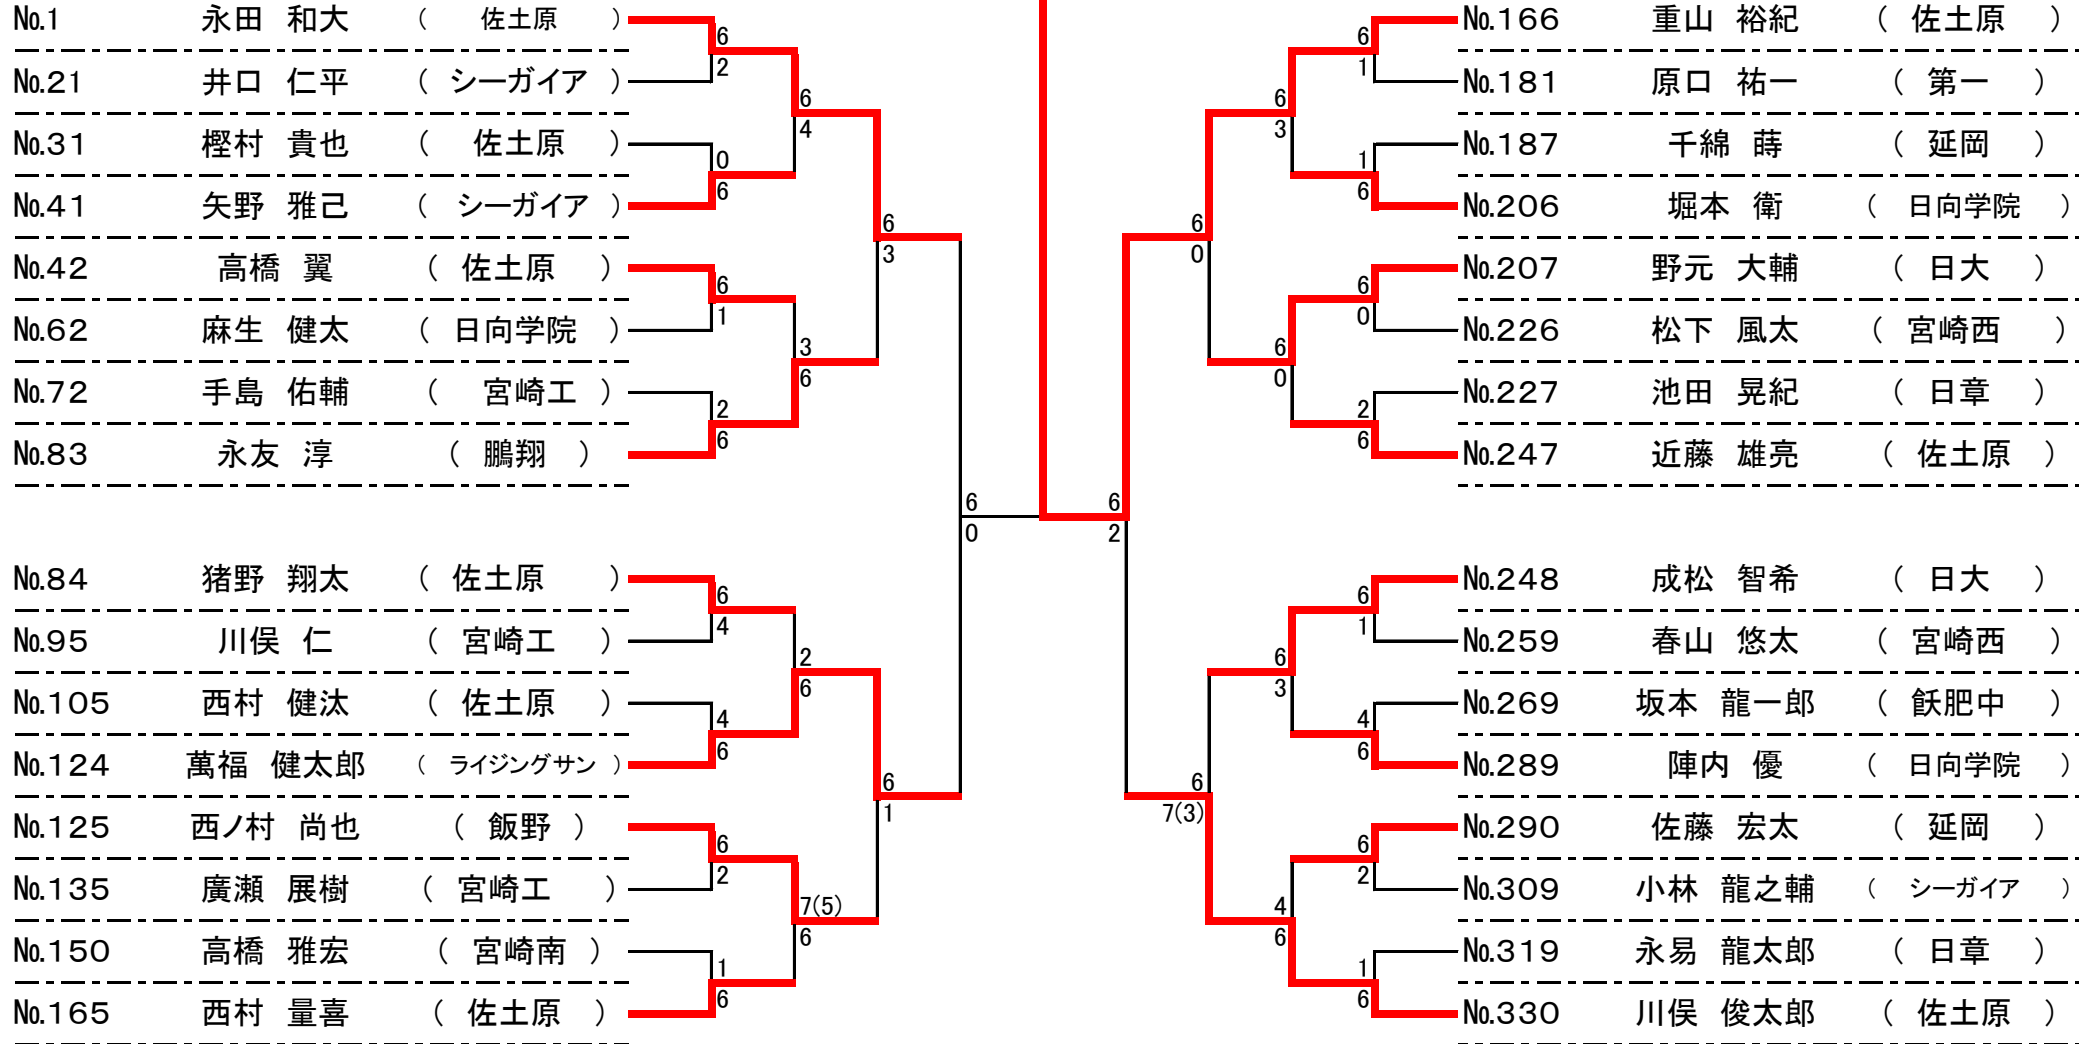 No.1 永田 和大 ( 佐土原 )
No.21 井口 仁平 ( シーガイア )
No.31 樫村 貴也 ( 佐土原 )
No.41 矢野 雅己 ( シーガイア )
No.42 高橋 翼 ( 佐土原 )
No.62 麻生 健太 ( 日向学院 )
No.72 手島 佑輔 ( 宮崎工 )
No.83 永友 淳 ( 鵬翔 )
No.84 猪野 翔太 ( 佐土原 )
No.95 川俣 仁 ( 宮崎工 )
No.105 西村 健汰 ( 佐土原 )
No.124 萬福 健太郎 ( ライジングサン )
No.125 西ノ村 尚也 ( 飯野 )
No.135 廣瀬 展樹 ( 宮崎工 )
No.150 高橋 雅宏 ( 宮崎南 )
No.165 西村 量喜 ( 佐土原 )
6
2
0
6
6
1
2
6
6
4
4
6
6
2
1
6
6
4
3
6
2
6
7(5)
6
6
3
6
1
6
0
6
2
6
0
6
7(3)
6
3
6
0
6
3
4
6
6
1
1
6
6
0
2
6
6
1
4
6
6
2
1
6
No.166 重山 裕紀 ( 佐土原 )
No.181 原口 祐一 ( 第一 )
No.187 千綿 蒔 ( 延岡 )
No.206 堀本 衛 ( 日向学院 )
No.207 野元 大輔 ( 日大 )
No.226 松下 風太 ( 宮崎西 )
No.227 池田 晃紀 ( 日章 )
No.247 近藤 雄亮 ( 佐土原 )
No.248 成松 智希 ( 日大 )
No.259 春山 悠太 ( 宮崎西 )
No.269 坂本 龍一郎 ( 飫肥中 )
No.289 陣内 優 ( 日向学院 )
No.290 佐藤 宏太 ( 延岡 )
No.309 小林 龍之輔 ( シーガイア )
No.319 永易 龍太郎 ( 日章 )
No.330 川俣 俊太郎 ( 佐土原 )